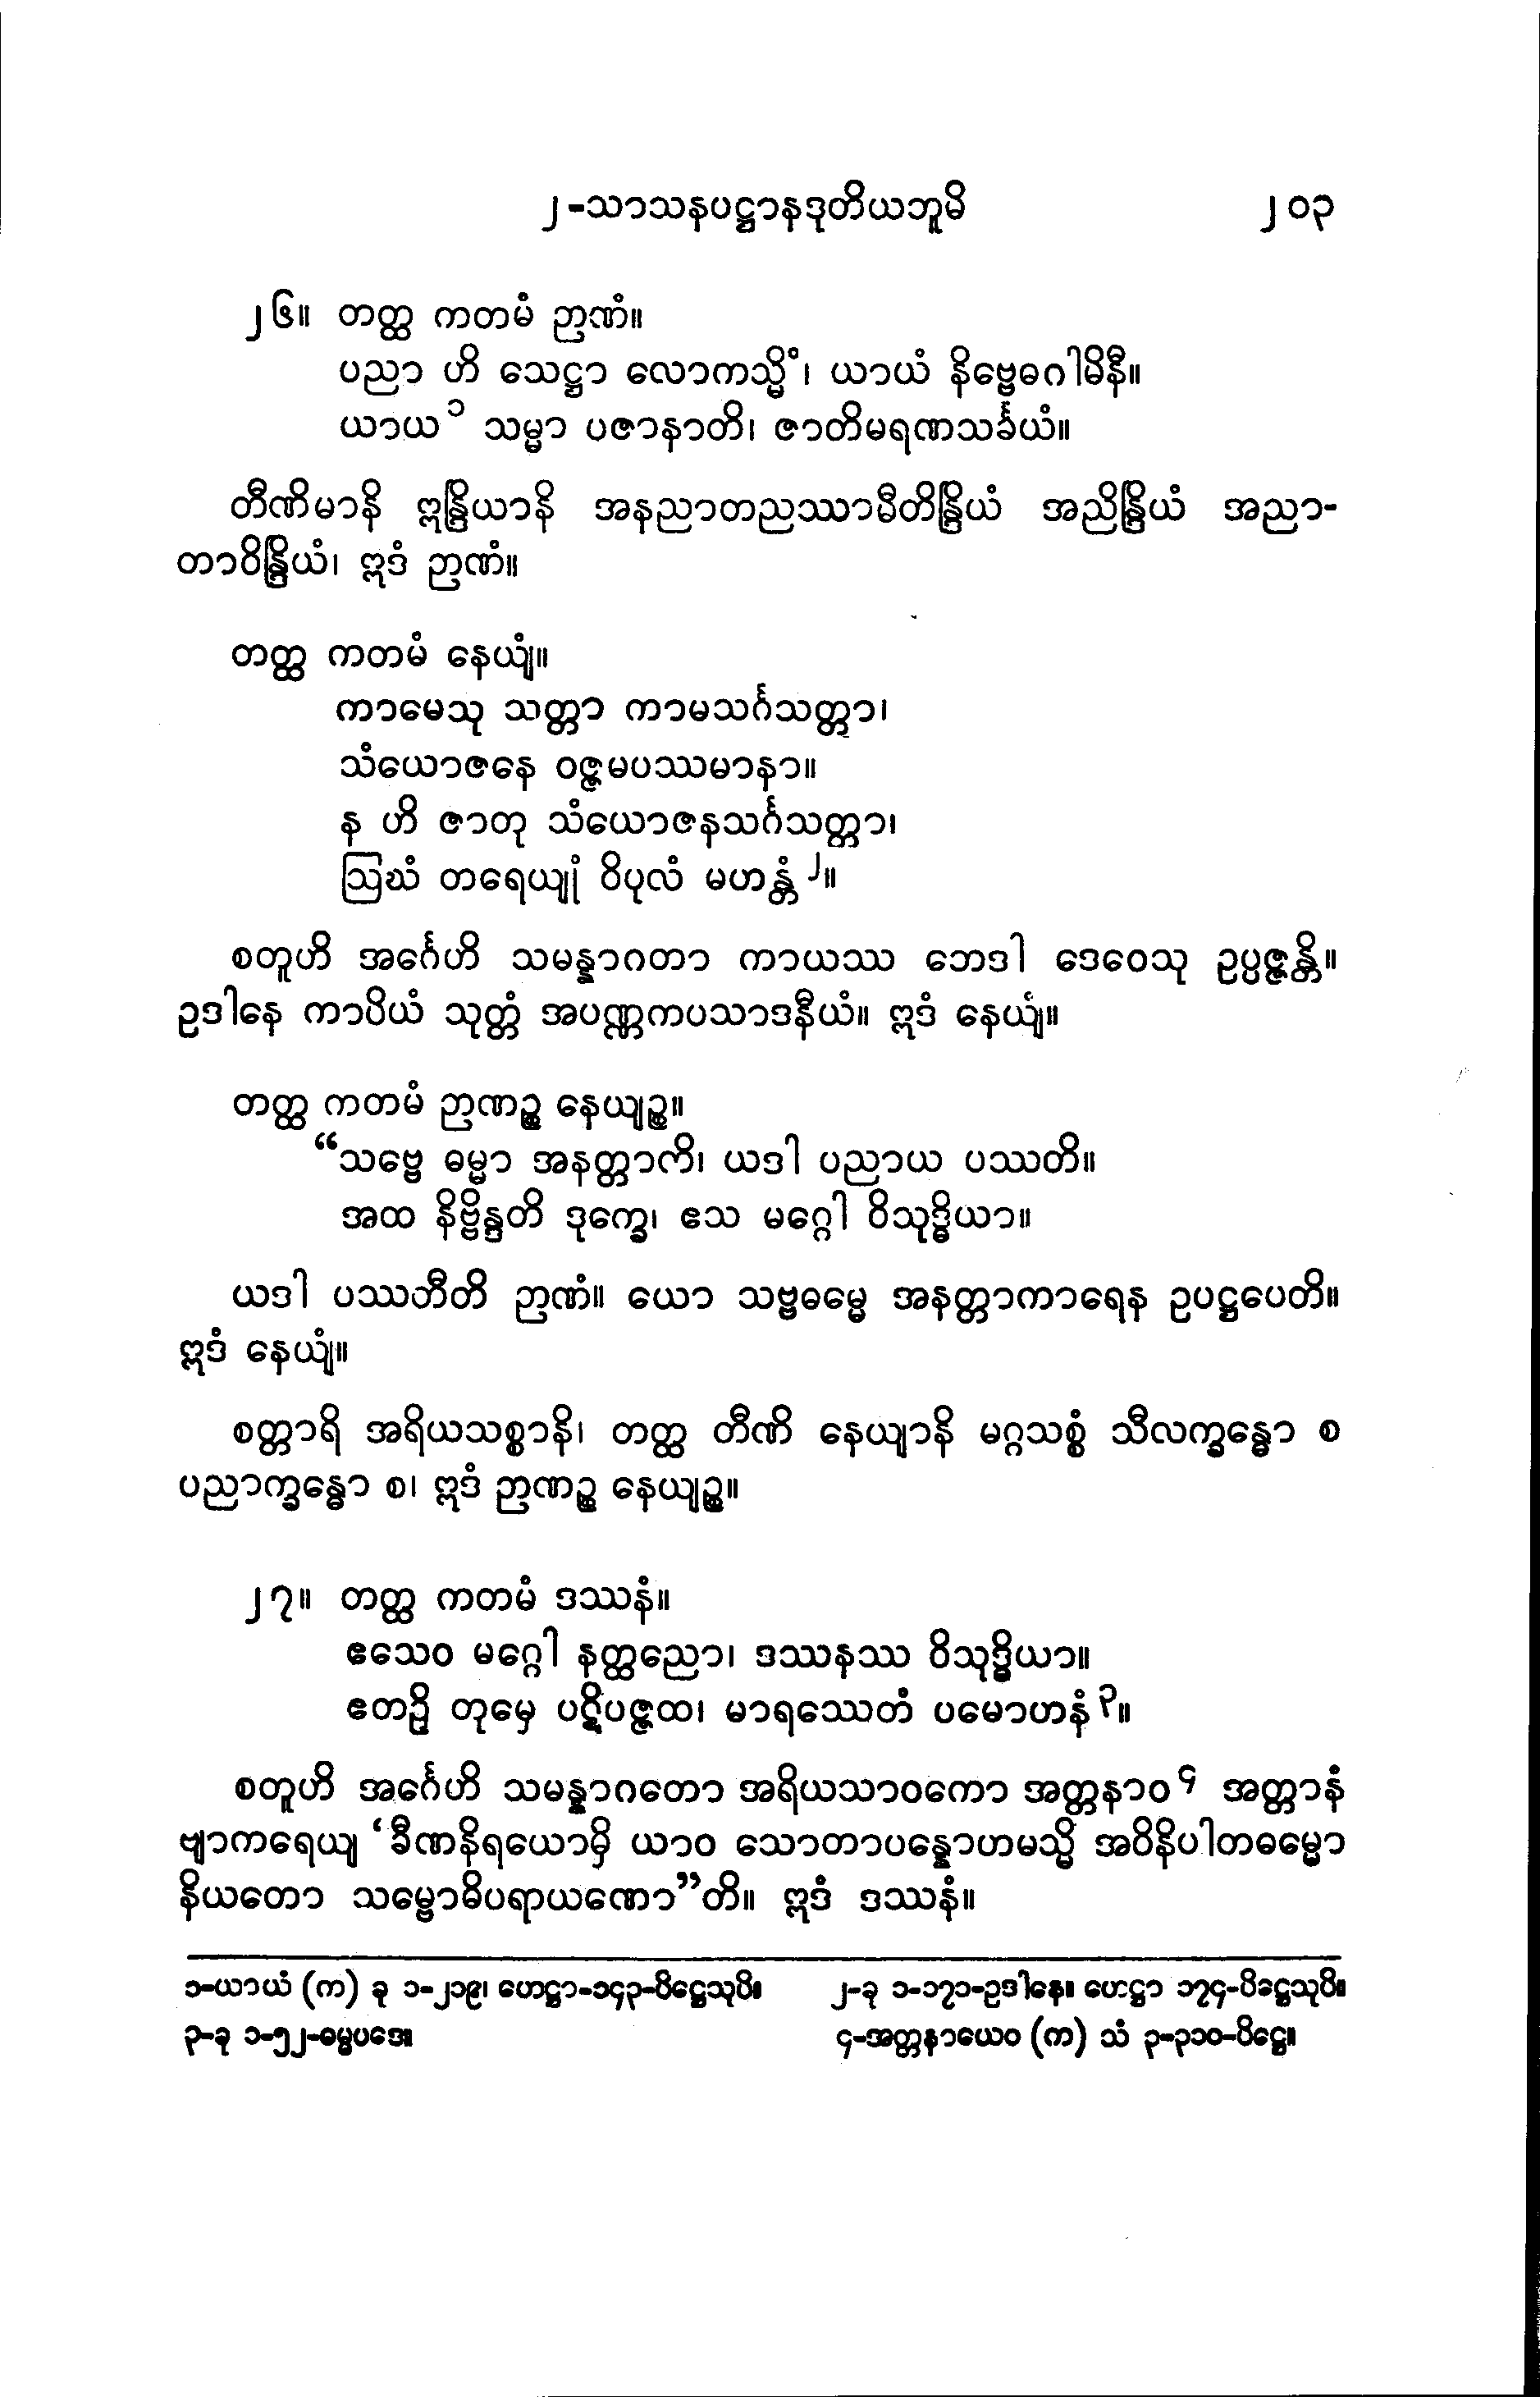 ၂-သာသနပဋ္ဌာနဒုတိယဘူမိ ၂၀၃
၂၆။ တတ္ထ ကတမံ ဉာဏံ။
ပညာ ဟိ သေဋ္ဌာ လောကသ္မိံ၊ ယာယံ နိဗ္ဗေဓဂါမိနီ။
ယာယ ၁ သမ္မာ ပဇာနာတိ၊ ဇာတိမရဏသင်္ခယံ။
တီဏိမာနိ ဣန္ဒြိယာနိ အနညာတညဿာမီတိန္ဒြိယံ အညိန္ဒြိယံ အညာ-
တာဝိန္ဒြိယံ၊ ဣဒံ ဉာဏံ။
တတ္ထ ကတမံ နေယျံ။
ကာမေသု သတ္တာ ကာမသင်္ဂသတ္တာ၊
သံယောဇနေ ဝဇ္ဇမပဿမာနာ။
န ဟိ ဇာတု သံယောဇနသင်္ဂသတ္တာ၊
ဩဃံ တရေယျုံ ဝိပုလံ မဟန္တံ ၂။
စတူဟိ အင်္ဂေဟိ သမန္နာဂတာ ကာယဿ ဘေဒါ ဒေဝေသု ဥပ္ပဇ္ဇန္တိ။
ဥဒါနေ ကာပိယံ သုတ္တံ အပဏ္ဏကပသာဒနီယံ။ ဣဒံ နေယျံ။
တတ္ထ ကတမံ ဉာဏဉ္စ နေယျဉ္စ။
“သဗ္ဗေ ဓမ္မာ အနတ္တာကိ၊ ယဒါ ပညာယ ပဿတိ။
အထ နိဗ္ဗိန္ဒတိ ဒုက္ခေ၊ ဧသ မဂ္ဂေါ ဝိသုဒ္ဓိယာ။
ယဒါ ပဿတီတိ ဉာဏံ။ ယော သဗ္ဗဓမ္မေ အနတ္တာကာရေန ဥပဋ္ဌပေတိ။
ဣဒံ နေယျံ။
စတ္တာရိ အရိယသစ္စာနိ၊ တတ္ထ တီဏိ နေယျာနိ မဂ္ဂသစ္စံ သီလက္ခန္ဓော စ
ပညာက္ခန္ဓော စ၊ ဣဒံ ဉာဏဉ္စ နေယျဉ္စ။
၂၇။ တတ္ထ ကတမံ ဒဿနံ။
ဧသေဝ မဂ္ဂေါ နတ္ထညော၊ ဒဿနဿ ဝိသုဒ္ဓိယာ။
ဧတဉှိ တုမှေ ပဋိပဇ္ဇထ၊ မာရဿေတံ ပမောဟနံ ၃။
စတူဟိ အင်္ဂေဟိ သမန္နာဂတော အရိယသာဝကော အတ္တနာဝ ၄ အတ္တာနံ
ဗျာကရေယျ ‘ခီဏနိရယောမှိ ယာဝ သောတာပန္နောဟမသ္မိ အဝိနိပါတဓမ္မော
နိယတော သမ္ဗောဓိပရာယဏော”တိ။ ဣဒံ ဒဿနံ။
၁-ယာယံ (က) ခု ၁-၂၁၉၊ ဟေဋ္ဌာ-၁၄၃-ပိဋ္ဌေသုပိ။ ၂-ခု ၁-၁၇၁-ဥဒါနေ။ ဟေဋ္ဌာ ၁၇၄-ပိဋ္ဌေသုပိ။
၃-ခု ၁-၅၂-ဓမ္မပဒေ။ ၄-အတ္တနာယေဝ (က) သံ ၃-၃၁၀-ပိဋ္ဌေ။